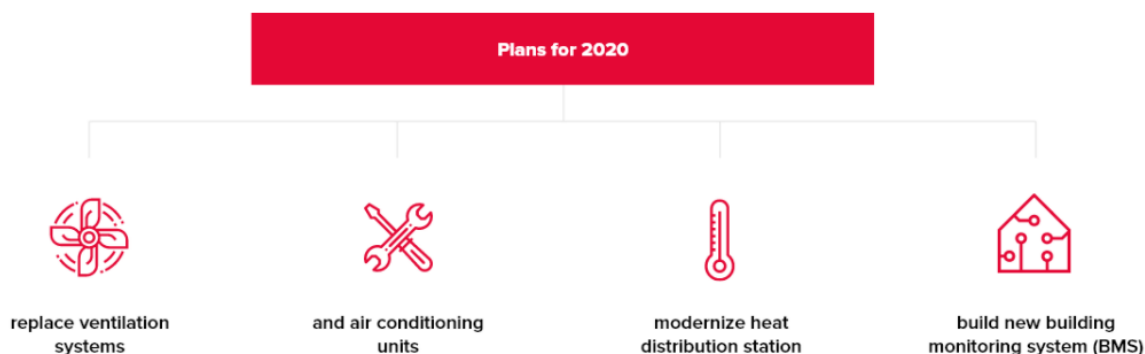 Plans for 2020
replace ventilation
systems
and air conditioning
units
modernize heat
distribution station
build new building
monitoring system (BMS)